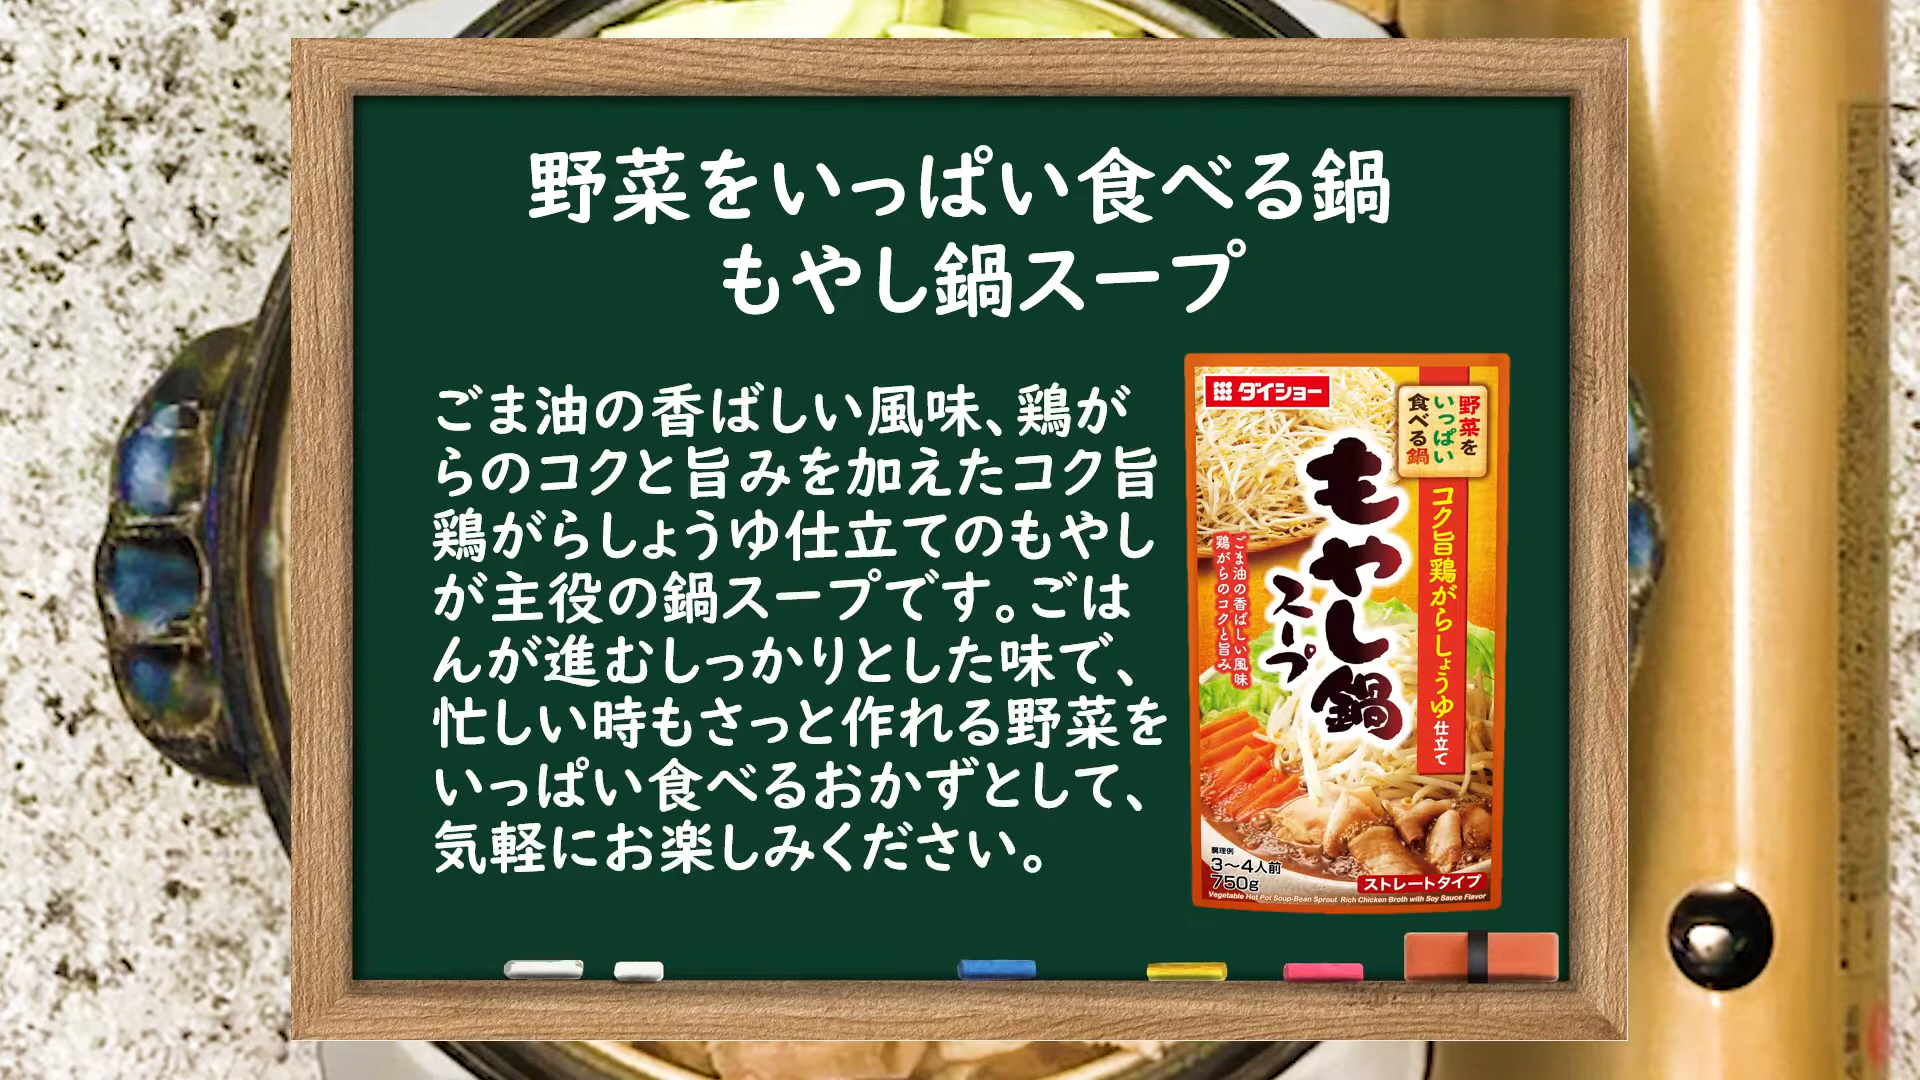 野菜をいっぱい食べる鍋
もやし鍋スープ
ごま油の香ばしい風味、鶏が
らのコクと旨みを加えたコク旨
鶏がらしょうゆ仕立てのもやし
が主役の鍋スープです。ごは
んが進むしっかりとした味で、
忙しい時もさっと作れる野菜を
いっぱい食べるおかずとして、
気軽にお楽しみください。
ダイショー
野菜を
いっぱい
食べる鍋
コク旨鶏がらしょうゆ仕立て
もやし鍋
スープ
ごま油の香ばしい風味
鶏がらのコクと旨み
調理例
3〜4人前
750g
ストレートタイプ
Vegetable Hot Pot Soup-Bean Sprout Rich Chicken Broth with Soy Sauce Flavor